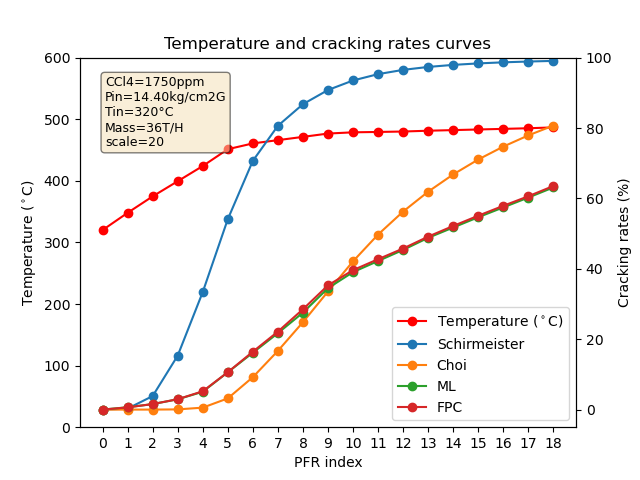 Temperature and cracking rates curves
CCl4=1750ppm
Pin=14.40kg/cm2G
Tin=320°C
Mass=36T/H
scale=20
Temperature (°C)
600
500
400
300
200
100
0
Cracking rates (%)
100
80
60
40
20
0
Temperature (°C)
Schirmeister
Choi
ML
FPC
0 1 2 3 4 5 6 7 8 9 10 11 12 13 14 15 16 17 18
PFR index